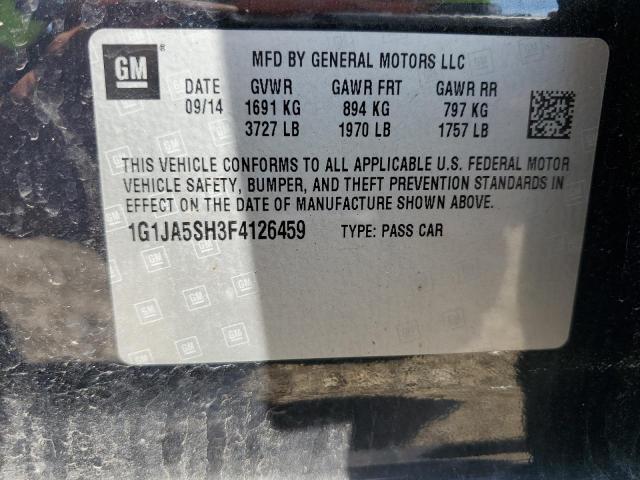 GM ®
MFD BY GENERAL MOTORS LLC
DATE GVWR GAWR FRT GAWR RR
09/14 1691 KG 894 KG 797 KG
3727 LB 1970 LB 1757 LB
THIS VEHICLE CONFORMS TO ALL APPLICABLE U.S. FEDERAL MOTOR
VEHICLE SAFETY, BUMPER, AND THEFT PREVENTION STANDARDS IN
EFFECT ON THE DATE OF MANUFACTURE SHOWN ABOVE.
1G1JA5SH3F4126459 TYPE: PASS CAR